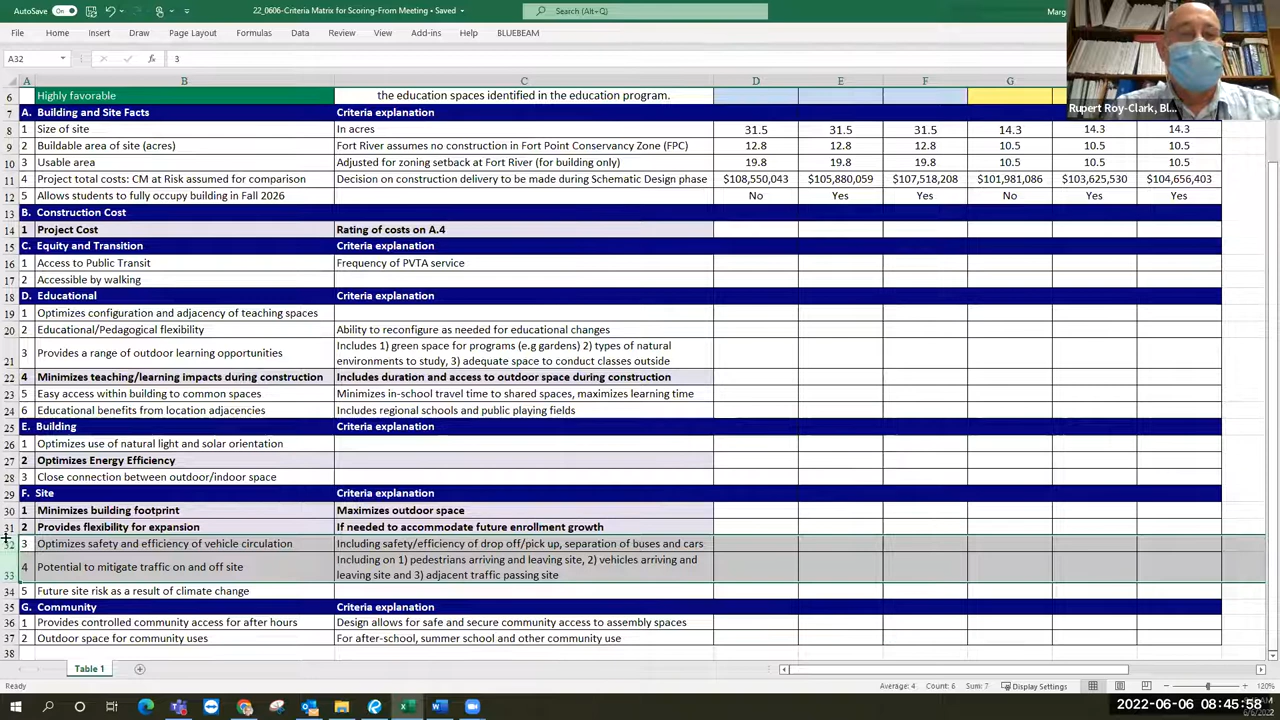 AutoSave On 22_0606-Criteria Matrix for Scoring-From Meeting • Saved Search (Alt+Q) Marg
File Home Insert Draw Page Layout Formulas Data Review View Add-ins Help BLUEBEAM
A32 fx 3
A B C D E F G
6 Highly favorable the education spaces identified in the education program.
Rupert Roy-Clark, Bl...
7 A. Building and Site Facts Criteria explanation
8 1 Size of site In acres 31.5 31.5 31.5 14.3 14.3 14.3
9 2 Buildable area of site (acres) Fort River assumes no construction in Fort Point Conservancy Zone (FPC) 12.8 12.8 12.8 10.5 10.5 10.5
10 3 Usable area Adjusted for zoning setback at Fort River (for building only) 19.8 19.8 19.8 10.5 10.5 10.5
11 4 Project total costs: CM at Risk assumed for comparison Decision on construction delivery to be made during Schematic Design phase $108,550,043 $105,880,059 $107,518,208 $101,981,086 $103,625,530 $104,656,403
12 5 Allows students to fully occupy building in Fall 2026 No Yes Yes No Yes Yes
13 B. Construction Cost
14 1 Project Cost Rating of costs on A.4
15 C. Equity and Transition Criteria explanation
16 1 Access to Public Transit Frequency of PVTA service
17 2 Accessible by walking
18 D. Educational Criteria explanation
19 1 Optimizes configuration and adjacency of teaching spaces
20 2 Educational/Pedagogical flexibility Ability to reconfigure as needed for educational changes
21 3 Provides a range of outdoor learning opportunities Includes 1) green space for programs (e.g gardens) 2) types of natural
environments to study, 3) adequate space to conduct classes outside
22 4 Minimizes teaching/learning impacts during construction Includes duration and access to outdoor space during construction
23 5 Easy access within building to common spaces Minimizes in-school travel time to shared spaces, maximizes learning time
24 6 Educational benefits from location adjacencies Includes regional schools and public playing fields
25 E. Building Criteria explanation
26 1 Optimizes use of natural light and solar orientation
27 2 Optimizes Energy Efficiency
28 3 Close connection between outdoor/indoor space
29 F. Site Criteria explanation
30 1 Minimizes building footprint Maximizes outdoor space
31 2 Provides flexibility for expansion If needed to accommodate future enrollment growth
32 3 Optimizes safety and efficiency of vehicle circulation Including safety/efficiency of drop off/pick up, separation of buses and cars
33 4 Potential to mitigate traffic on and off site Including on 1) pedestrians arriving and leaving site, 2) vehicles arriving and
leaving site and 3) adjacent traffic passing site
34 5 Future site risk as a result of climate change
35 G. Community Criteria explanation
36 1 Provides controlled community access for after hours Design allows for safe and secure community access to assembly spaces
37 2 Outdoor space for community uses For after-school, summer school and other community use
38
Table 1
Ready Average: 4 Count: 6 Sum: 7 Display Settings 120%
2022-06-06 08:45:58